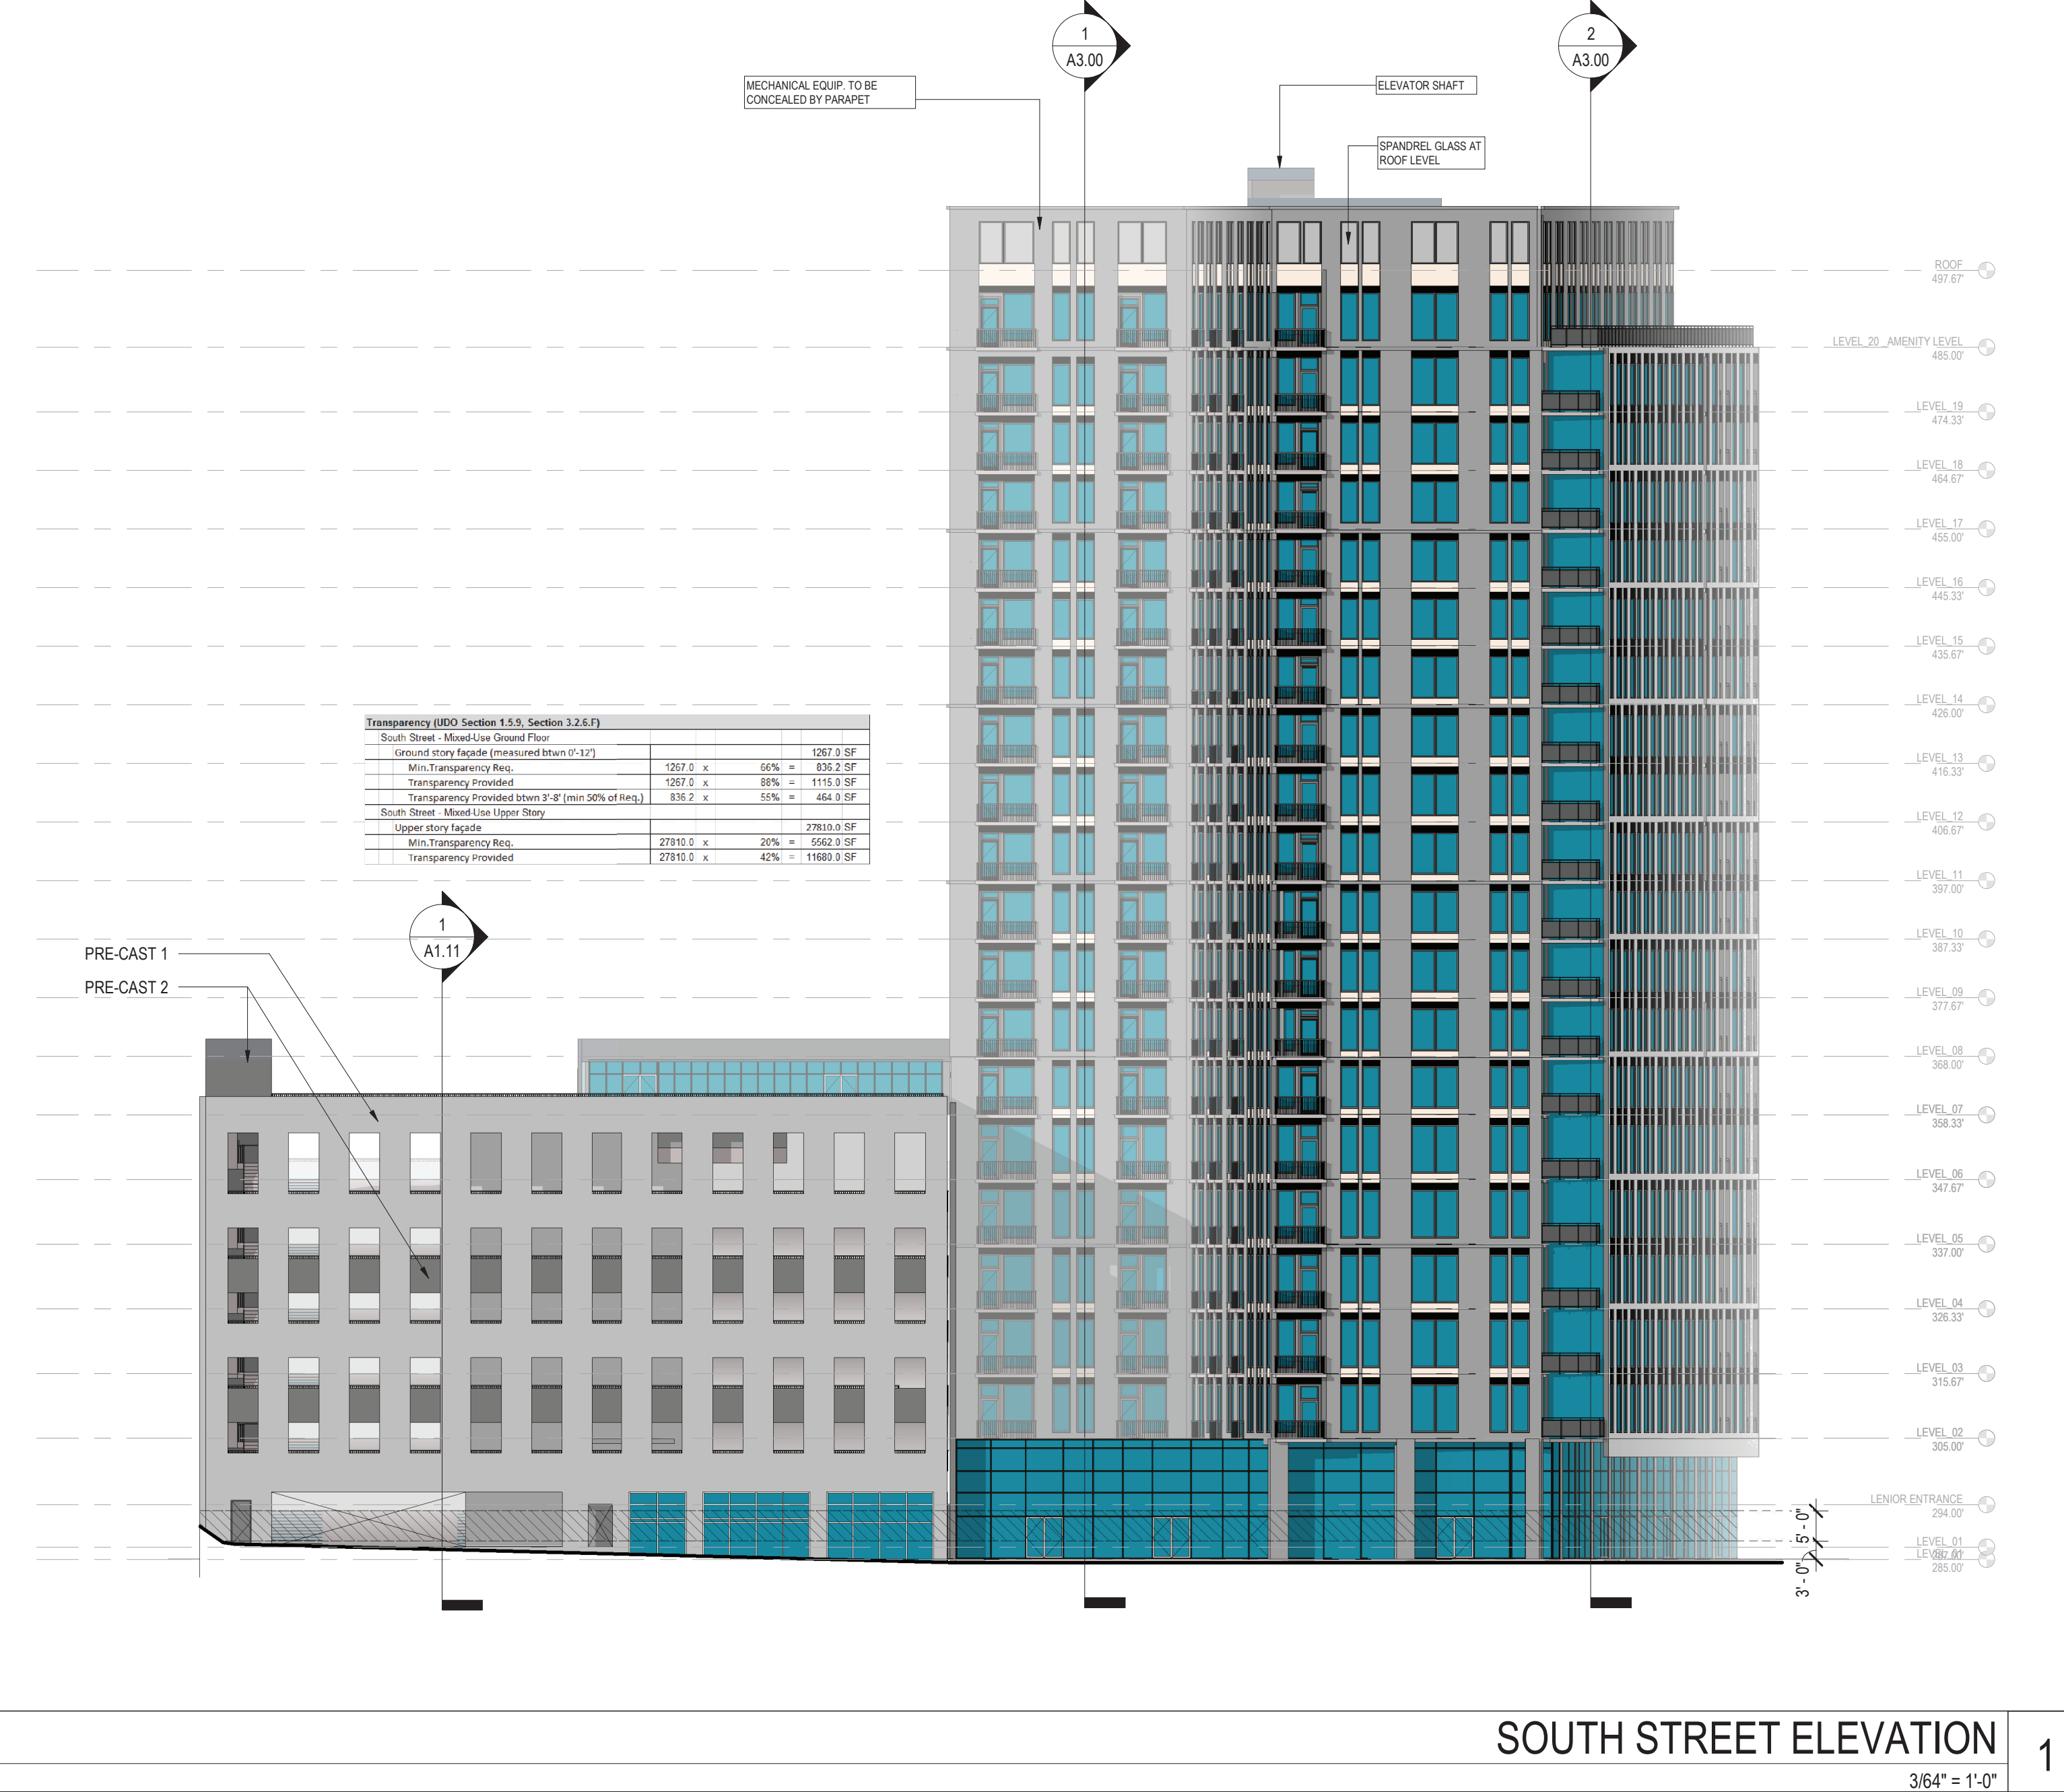 1
A3.00
2
A3.00
MECHANICAL EQUIP. TO BE
CONCEALED BY PARAPET
ELEVATOR SHAFT
SPANDREL GLASS AT
ROOF LEVEL
ROOF
497.67'
LEVEL_20 _AMENITY LEVEL
485.00'
LEVEL_19
474.33'
LEVEL_18
464.67'
LEVEL_17
455.00'
LEVEL_16
445.33'
LEVEL_15
435.67'
LEVEL_14
426.00'
LEVEL_13
416.33'
LEVEL_12
406.67'
LEVEL_11
397.00'
LEVEL_10
387.33'
LEVEL_09
377.67'
LEVEL_08
368.00'
LEVEL_07
358.33'
LEVEL_06
347.67'
LEVEL_05
337.00'
LEVEL_04
326.33'
LEVEL_03
315.67'
LEVEL_02
305.00'
LENIOR ENTRANCE
294.00'
LEVEL_01
285.00'
5' - 0"
3' - 0"
Transparency (UDO Section 1.5.9, Section 3.2.6.F)
South Street - Mixed-Use Ground Floor
Ground story façade (measured btwn 0'-12') 1267.0 SF
Min.Transparency Req. 1267.0 x 66% = 836.2 SF
Transparency Provided 1267.0 x 88% = 1115.0 SF
Transparency Provided btwn 3'-8' (min 50% of Req.) 836.2 x 55% = 464.0 SF
South Street - Mixed-Use Upper Story
Upper story façade 27810.0 SF
Min.Transparency Req. 27810.0 x 20% = 5562.0 SF
Transparency Provided 27810.0 x 42% = 11680.0 SF
1
A1.11
PRE-CAST 1
PRE-CAST 2
SOUTH STREET ELEVATION
1
3/64" = 1'-0"